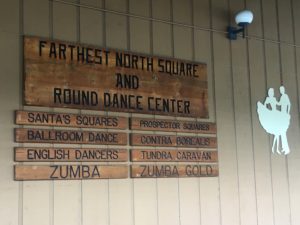 FARTHEST NORTH SQUARE
AND
ROUND DANCE CENTER
SANTA'S SQUARES
PROSPECTOR SQUARES
BALLROOM DANCE
CONTRA BOREALIS
ENGLISH DANCERS
TUNDRA CARAVAN
ZUMBA
ZUMBA GOLD